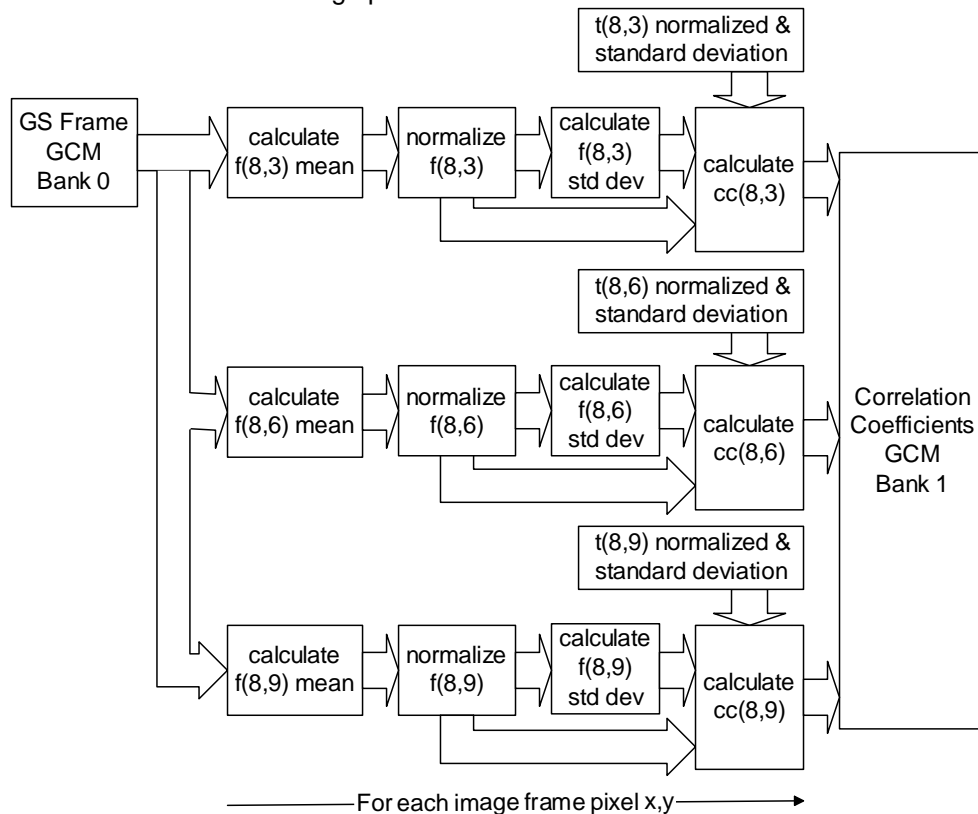 t(8,3) normalized &
standard deviation
GS Frame
GCM
Bank 0
calculate
f(8,3) mean
normalize
f(8,3)
calculate
f(8,3)
std dev
calculate
cc(8,3)
t(8,6) normalized &
standard deviation
calculate
f(8,6) mean
normalize
f(8,6)
calculate
f(8,6)
std dev
calculate
cc(8,6)
Correlation
Coefficients
GCM
Bank 1
t(8,9) normalized &
standard deviation
calculate
f(8,9) mean
normalize
f(8,9)
calculate
f(8,9)
std dev
calculate
cc(8,9)
For each image frame pixel x,y